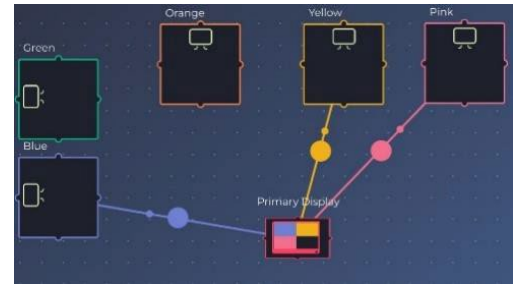 Orange
Yellow
Pink
Green
Blue
Primary Display